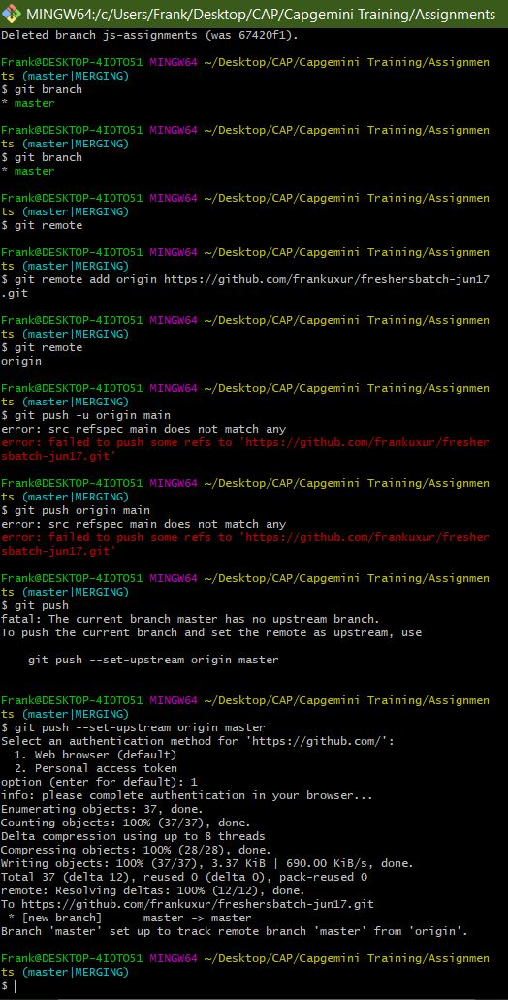 MINGW64:/c/Users/Frank/Desktop/CAP/Capgemini Training/Assignments
Deleted branch js-assignments (was 67420f1).
Frank@DESKTOP-4I0TO51 MINGW64 ~/Desktop/CAP/Capgemini Training/Assignmen
ts (master|MERGING)
$ git branch
* master
Frank@DESKTOP-4I0TO51 MINGW64 ~/Desktop/CAP/Capgemini Training/Assignmen
ts (master|MERGING)
$ git branch
* master
Frank@DESKTOP-4I0TO51 MINGW64 ~/Desktop/CAP/Capgemini Training/Assignmen
ts (master|MERGING)
$ git remote
Frank@DESKTOP-4I0TO51 MINGW64 ~/Desktop/CAP/Capgemini Training/Assignmen
ts (master|MERGING)
$ git remote add origin https://github.com/frankuxur/freshersbatch-jun17
.git
Frank@DESKTOP-4I0TO51 MINGW64 ~/Desktop/CAP/Capgemini Training/Assignmen
ts (master|MERGING)
$ git remote
origin
Frank@DESKTOP-4I0TO51 MINGW64 ~/Desktop/CAP/Capgemini Training/Assignmen
ts (master|MERGING)
$ git push -u origin main
error: src refspec main does not match any
error: failed to push some refs to 'https://github.com/frankuxur/fresher
sbatch-jun17.git'
Frank@DESKTOP-4I0TO51 MINGW64 ~/Desktop/CAP/Capgemini Training/Assignmen
ts (master|MERGING)
$ git push origin main
error: src refspec main does not match any
error: failed to push some refs to 'https://github.com/frankuxur/fresher
sbatch-jun17.git'
Frank@DESKTOP-4I0TO51 MINGW64 ~/Desktop/CAP/Capgemini Training/Assignmen
ts (master|MERGING)
$ git push
fatal: The current branch master has no upstream branch.
To push the current branch and set the remote as upstream, use
git push --set-upstream origin master
Frank@DESKTOP-4I0TO51 MINGW64 ~/Desktop/CAP/Capgemini Training/Assignmen
ts (master|MERGING)
$ git push --set-upstream origin master
Select an authentication method for 'https://github.com/':
1. Web browser (default)
2. Personal access token
option (enter for default): 1
info: please complete authentication in your browser...
Enumerating objects: 37, done.
Counting objects: 100% (37/37), done.
Delta compression using up to 8 threads
Compressing objects: 100% (28/28), done.
Writing objects: 100% (37/37), 3.37 KiB | 690.00 KiB/s, done.
Total 37 (delta 12), reused 0 (delta 0), pack-reused 0
remote: Resolving deltas: 100% (12/12), done.
To https://github.com/frankuxur/freshersbatch-jun17.git
* [new branch] master -> master
Branch 'master' set up to track remote branch 'master' from 'origin'.
Frank@DESKTOP-4I0TO51 MINGW64 ~/Desktop/CAP/Capgemini Training/Assignmen
ts (master|MERGING)
$